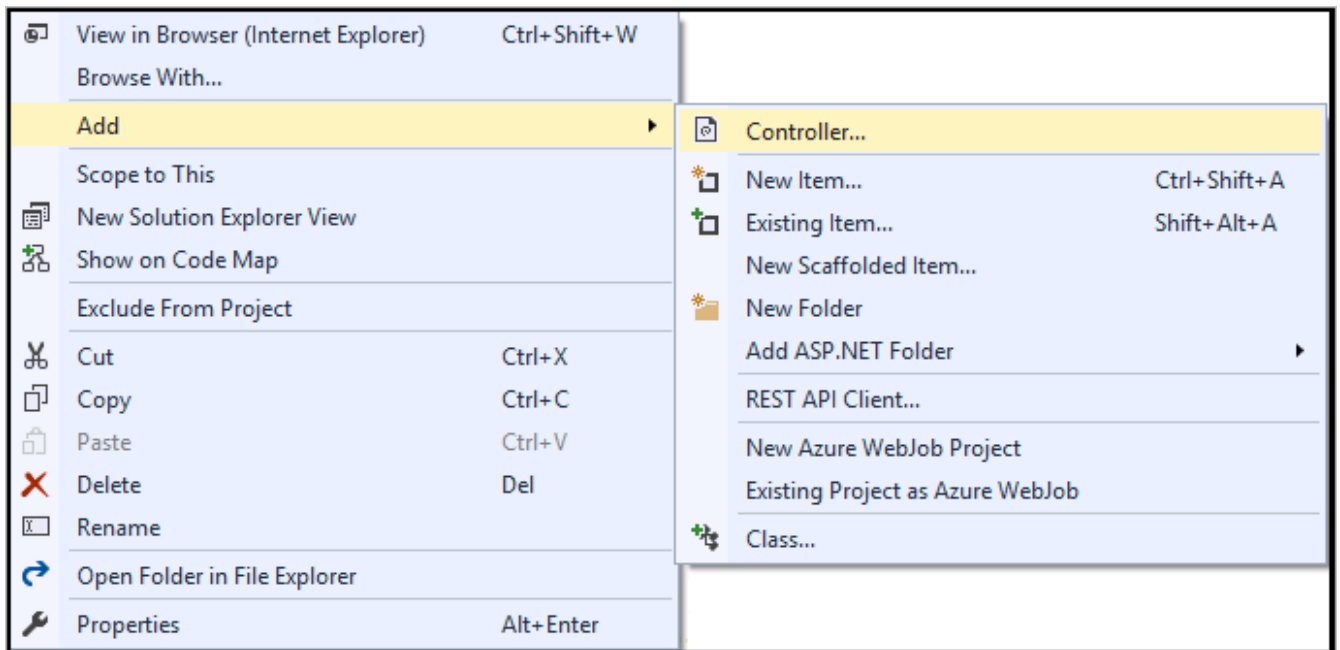 View in Browser (Internet Explorer) Ctrl+Shift+W
Browse With...
Add
Scope to This
New Solution Explorer View
Show on Code Map
Exclude From Project
Cut Ctrl+X
Copy Ctrl+C
Paste Ctrl+V
Delete Del
Rename
Open Folder in File Explorer
Properties Alt+Enter
Controller...
New Item... Ctrl+Shift+A
Existing Item... Shift+Alt+A
New Scaffolded Item...
New Folder
Add ASP.NET Folder
REST API Client...
New Azure WebJob Project
Existing Project as Azure WebJob
Class...